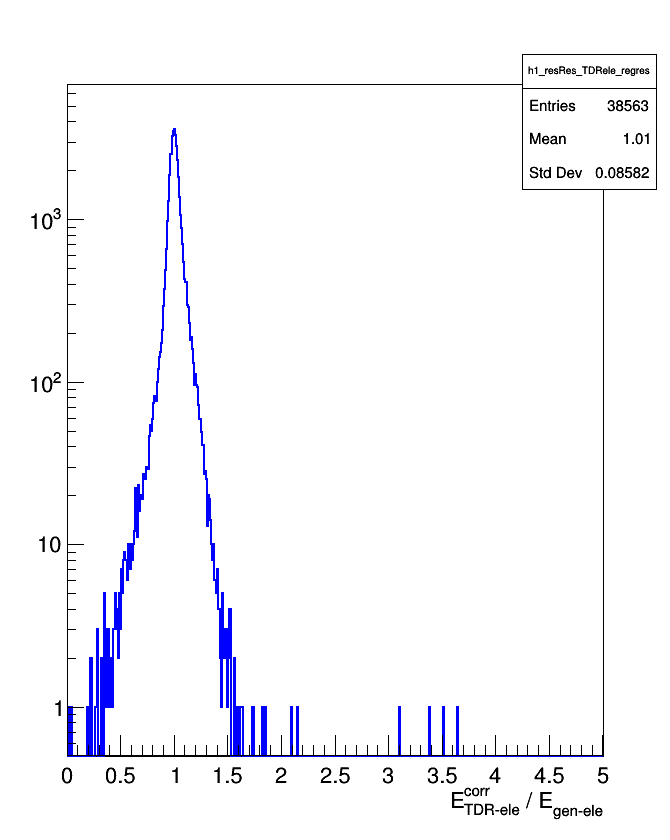 h1_resRes_TDRele_regres
Entries 38563
Mean 1.01
Std Dev 0.08582
10³
10²
10
1
0 0.5 1 1.5 2 2.5 3 3.5 4 4.5 5
E^corr_TDR-ele / E_gen-ele